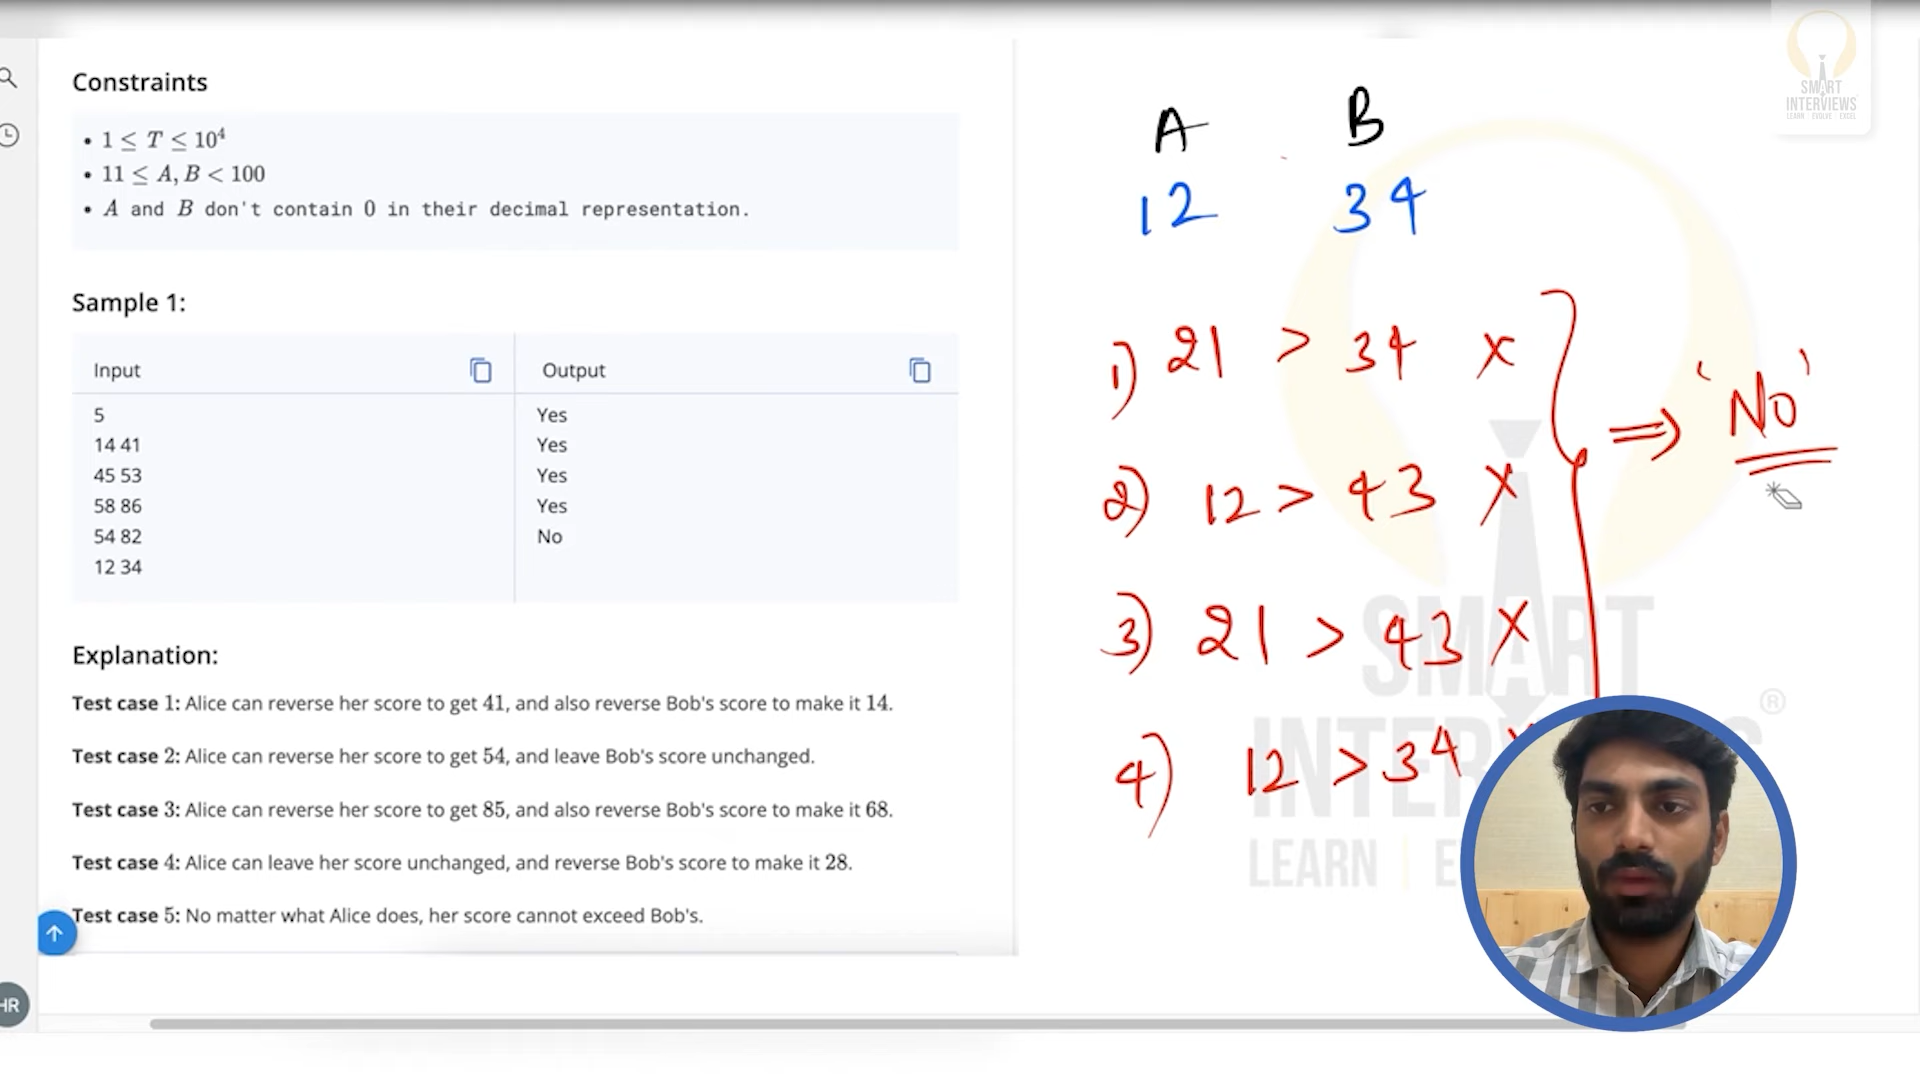 Constraints
• 1 ≤ T ≤ 10⁴
• 11 ≤ A, B < 100
• A and B don't contain 0 in their decimal representation.
Sample 1:
Input Output
5 Yes
14 41 Yes
45 53 Yes
58 86 Yes
54 82 No
12 34
Explanation:
Test case 1: Alice can reverse her score to get 41, and also reverse Bob's score to make it 14.
Test case 2: Alice can reverse her score to get 54, and leave Bob's score unchanged.
Test case 3: Alice can reverse her score to get 85, and also reverse Bob's score to make it 68.
Test case 4: Alice can leave her score unchanged, and reverse Bob's score to make it 28.
Test case 5: No matter what Alice does, her score cannot exceed Bob's.
HR
A B
12 34
1) 21 > 34 X
2) 12 > 43 X
3) 21 > 43 X
4) 12 > 34
⇒ 'No'
SMART
INTERVIEWS
LEARN | EVOLVE | EXCEL
SMART
INTER
®
LEARN | E